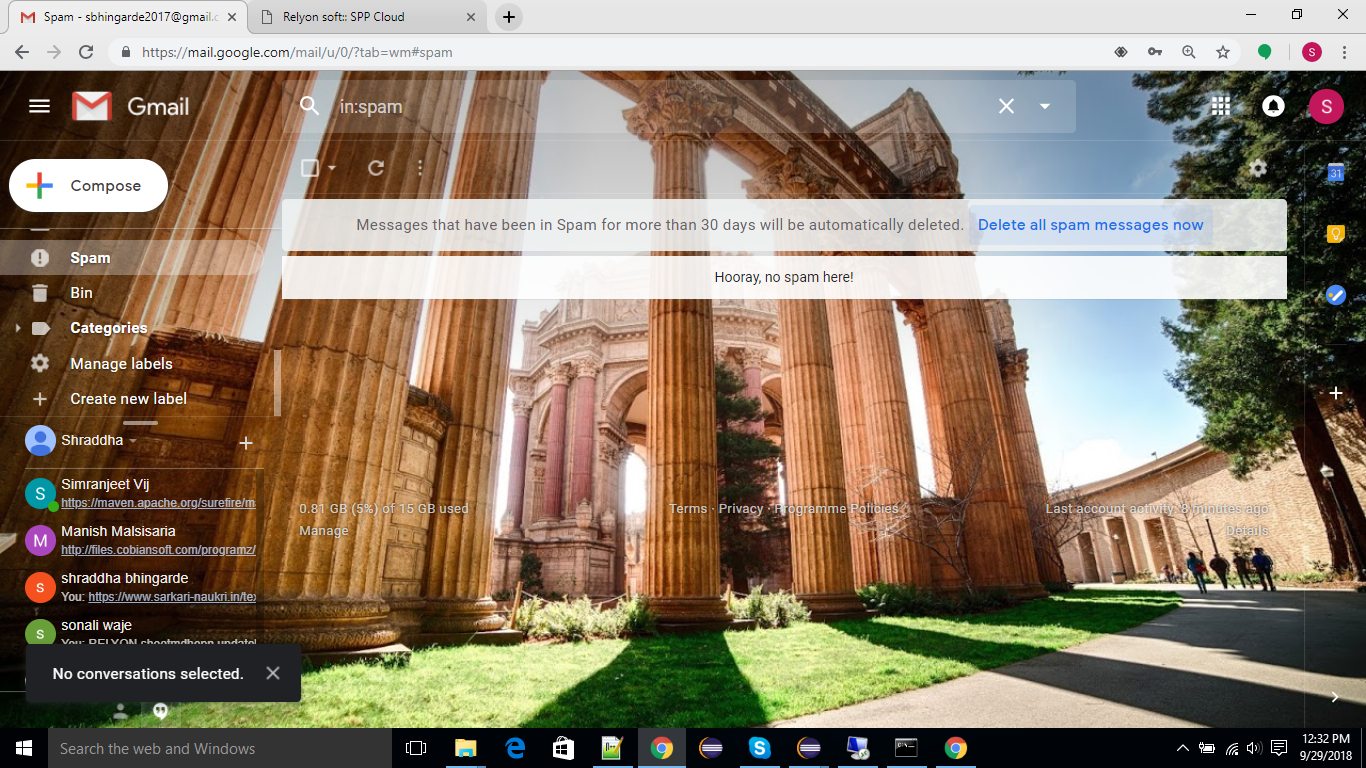 Spam - sbhingarde2017@gmail.c
Relyon soft:: SPP Cloud
https://mail.google.com/mail/u/0/?tab=wm#spam
S
Gmail
in:spam
S
Compose
31
Messages that have been in Spam for more than 30 days will be automatically deleted. Delete all spam messages now
Spam
Hooray, no spam here!
Bin
Categories
Manage labels
Create new label
Shraddha
S
Simranjeet Vij
https://maven.apache.org/surefire/m
0.81 GB (5%) of 15 GB used
Terms · Privacy · Programme Policies
Last account activity: 8 minutes ago
Manage
Details
M
Manish Malsisaria
http://files.cobiansoft.com/programz/
s
shraddha bhingarde
You: https://www.sarkari-naukri.in/te
s
sonali waje
No conversations selected.
Search the web and Windows
12:32 PM
9/29/2018